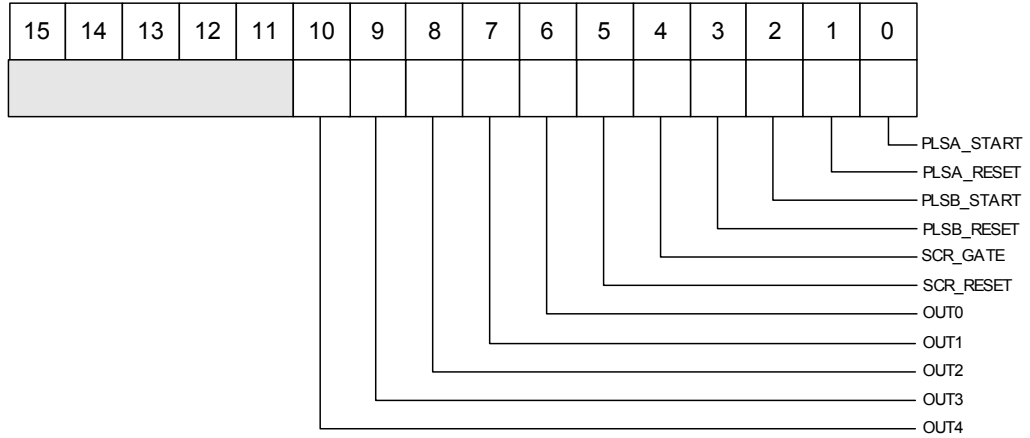 15 14 13 12 11 10 9 8 7 6 5 4 3 2 1 0
PLSA_START
PLSA_RESET
PLSB_START
PLSB_RESET
SCR_GATE
SCR_RESET
OUT0
OUT1
OUT2
OUT3
OUT4